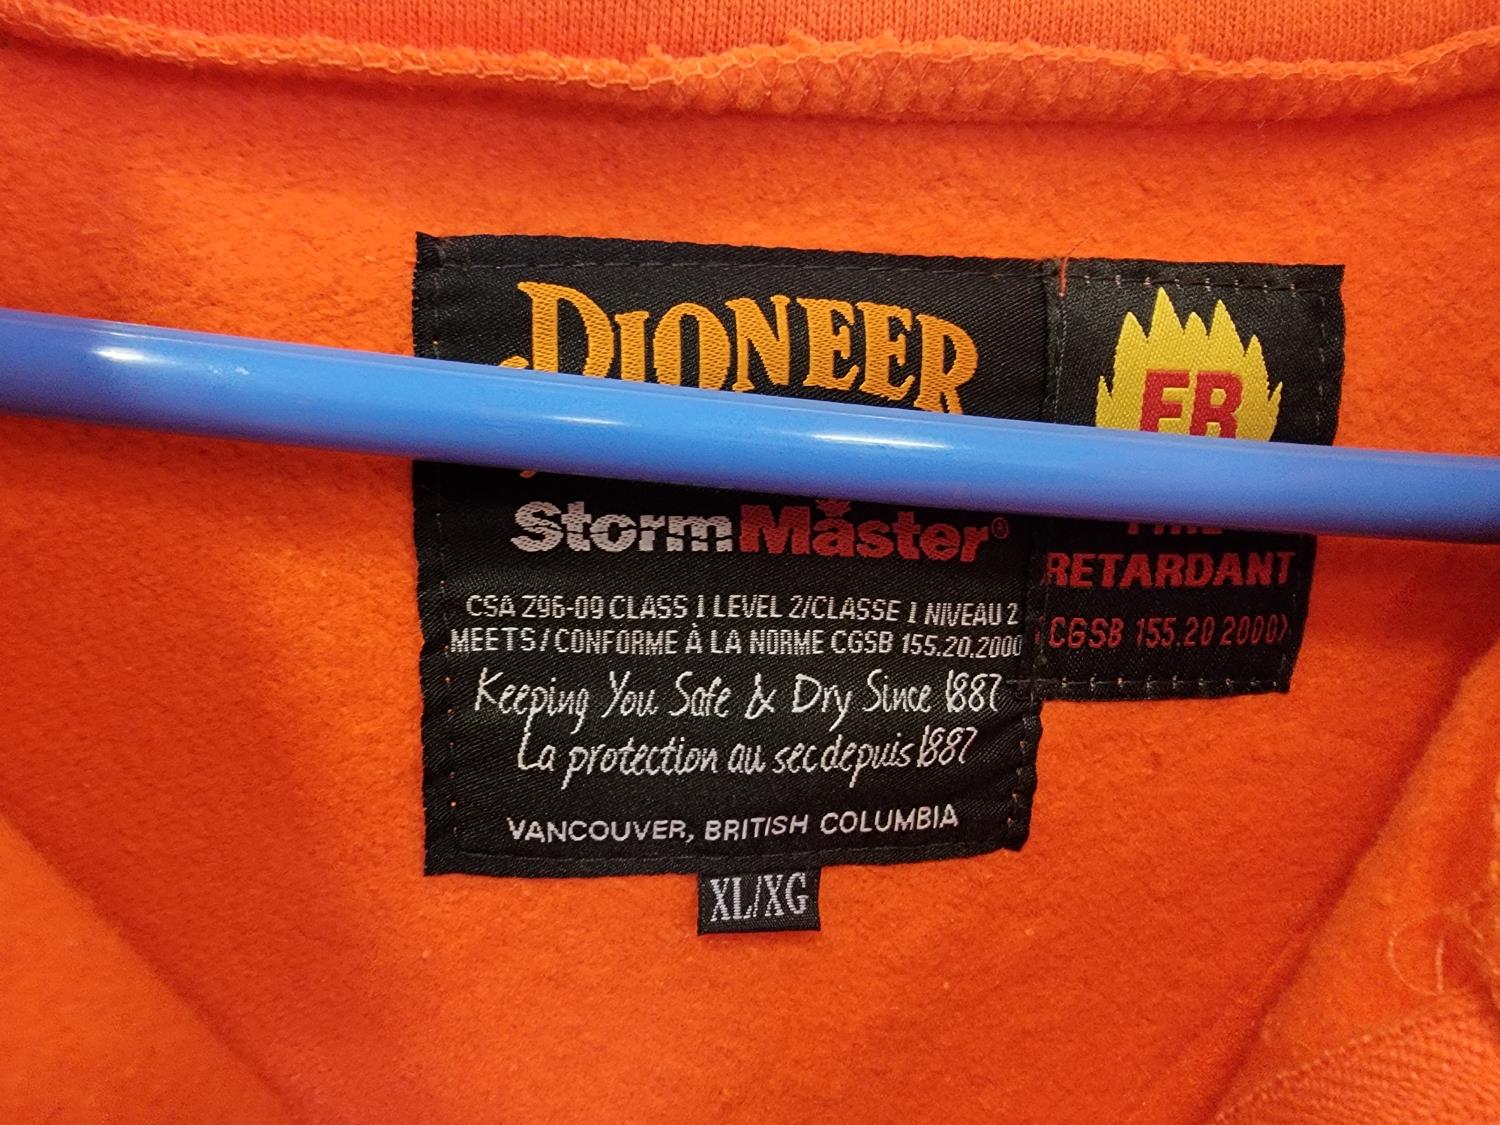 PIONEER
StormMaster®
CSA Z96-09 CLASS 1 LEVEL 2/CLASSE 1 NIVEAU 2
MEETS/CONFORME À LA NORME CGSB 155.20.2000
Keeping You Safe & Dry Since 1887
La protection au sec depuis 1887
VANCOUVER, BRITISH COLUMBIA
XL/XG
FR
RETARDANT
(CGSB 155.20 2000)